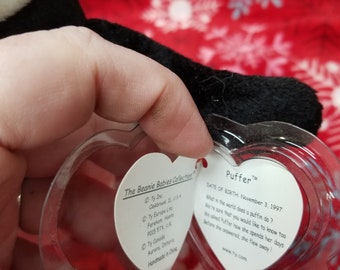 The Beanie Babies Collection™
© Ty Inc.
Oakbrook, IL, U.S.A.
© Ty Europe Ltd.
Fareham, Hants
PO15 5TX, U.K.
© Ty Canada
Aurora, Ontario
Handmade in China
Puffer™
DATE OF BIRTH: November 3, 1997
What in the world does a puffin do?
We're sure that you would like to know too
We asked Puffer how she spends her days
Before she answered, she flew away!
www.ty.com